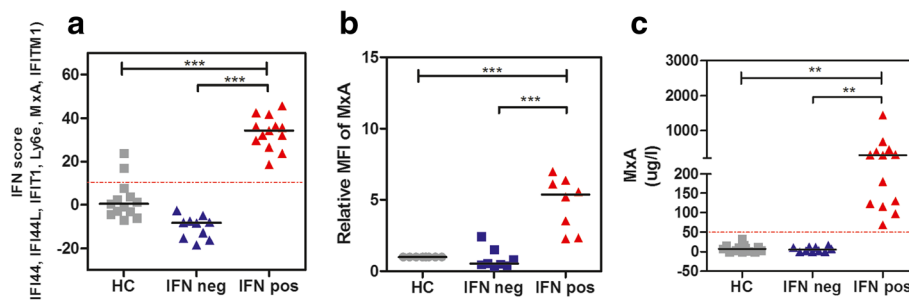 a
IFN score
(IFI44, IFI44L, IFIT1, Ly6e, MxA, IFITM1)
60
40
20
0
-20
***
***
HC
IFN neg
IFN pos
b
Relative MFI of MxA
15
10
5
0
***
***
HC
IFN neg
IFN pos
c
MxA
(ug/l)
3000
2000
1000
200
150
100
50
0
-50
**
**
HC
IFN neg
IFN pos